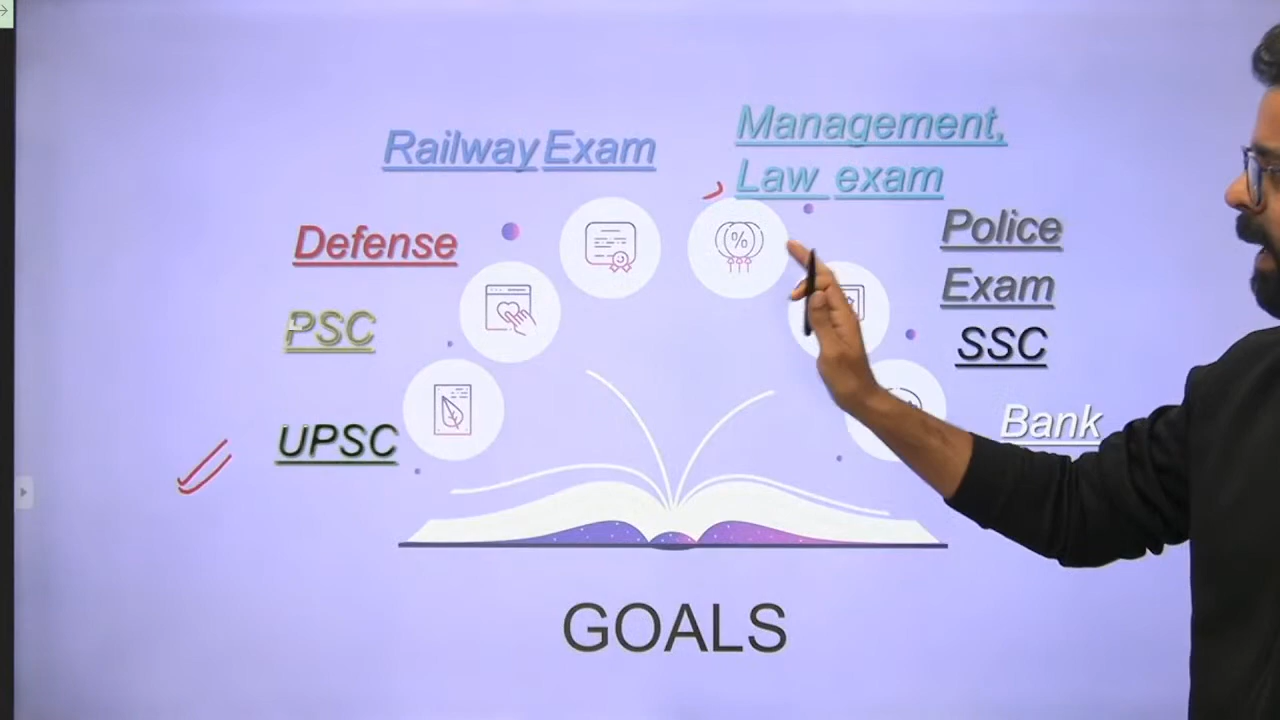 Railway Exam
Management,
Law exam
Defense
Police
Exam
PSC
SSC
UPSC
Bank
%
GOALS